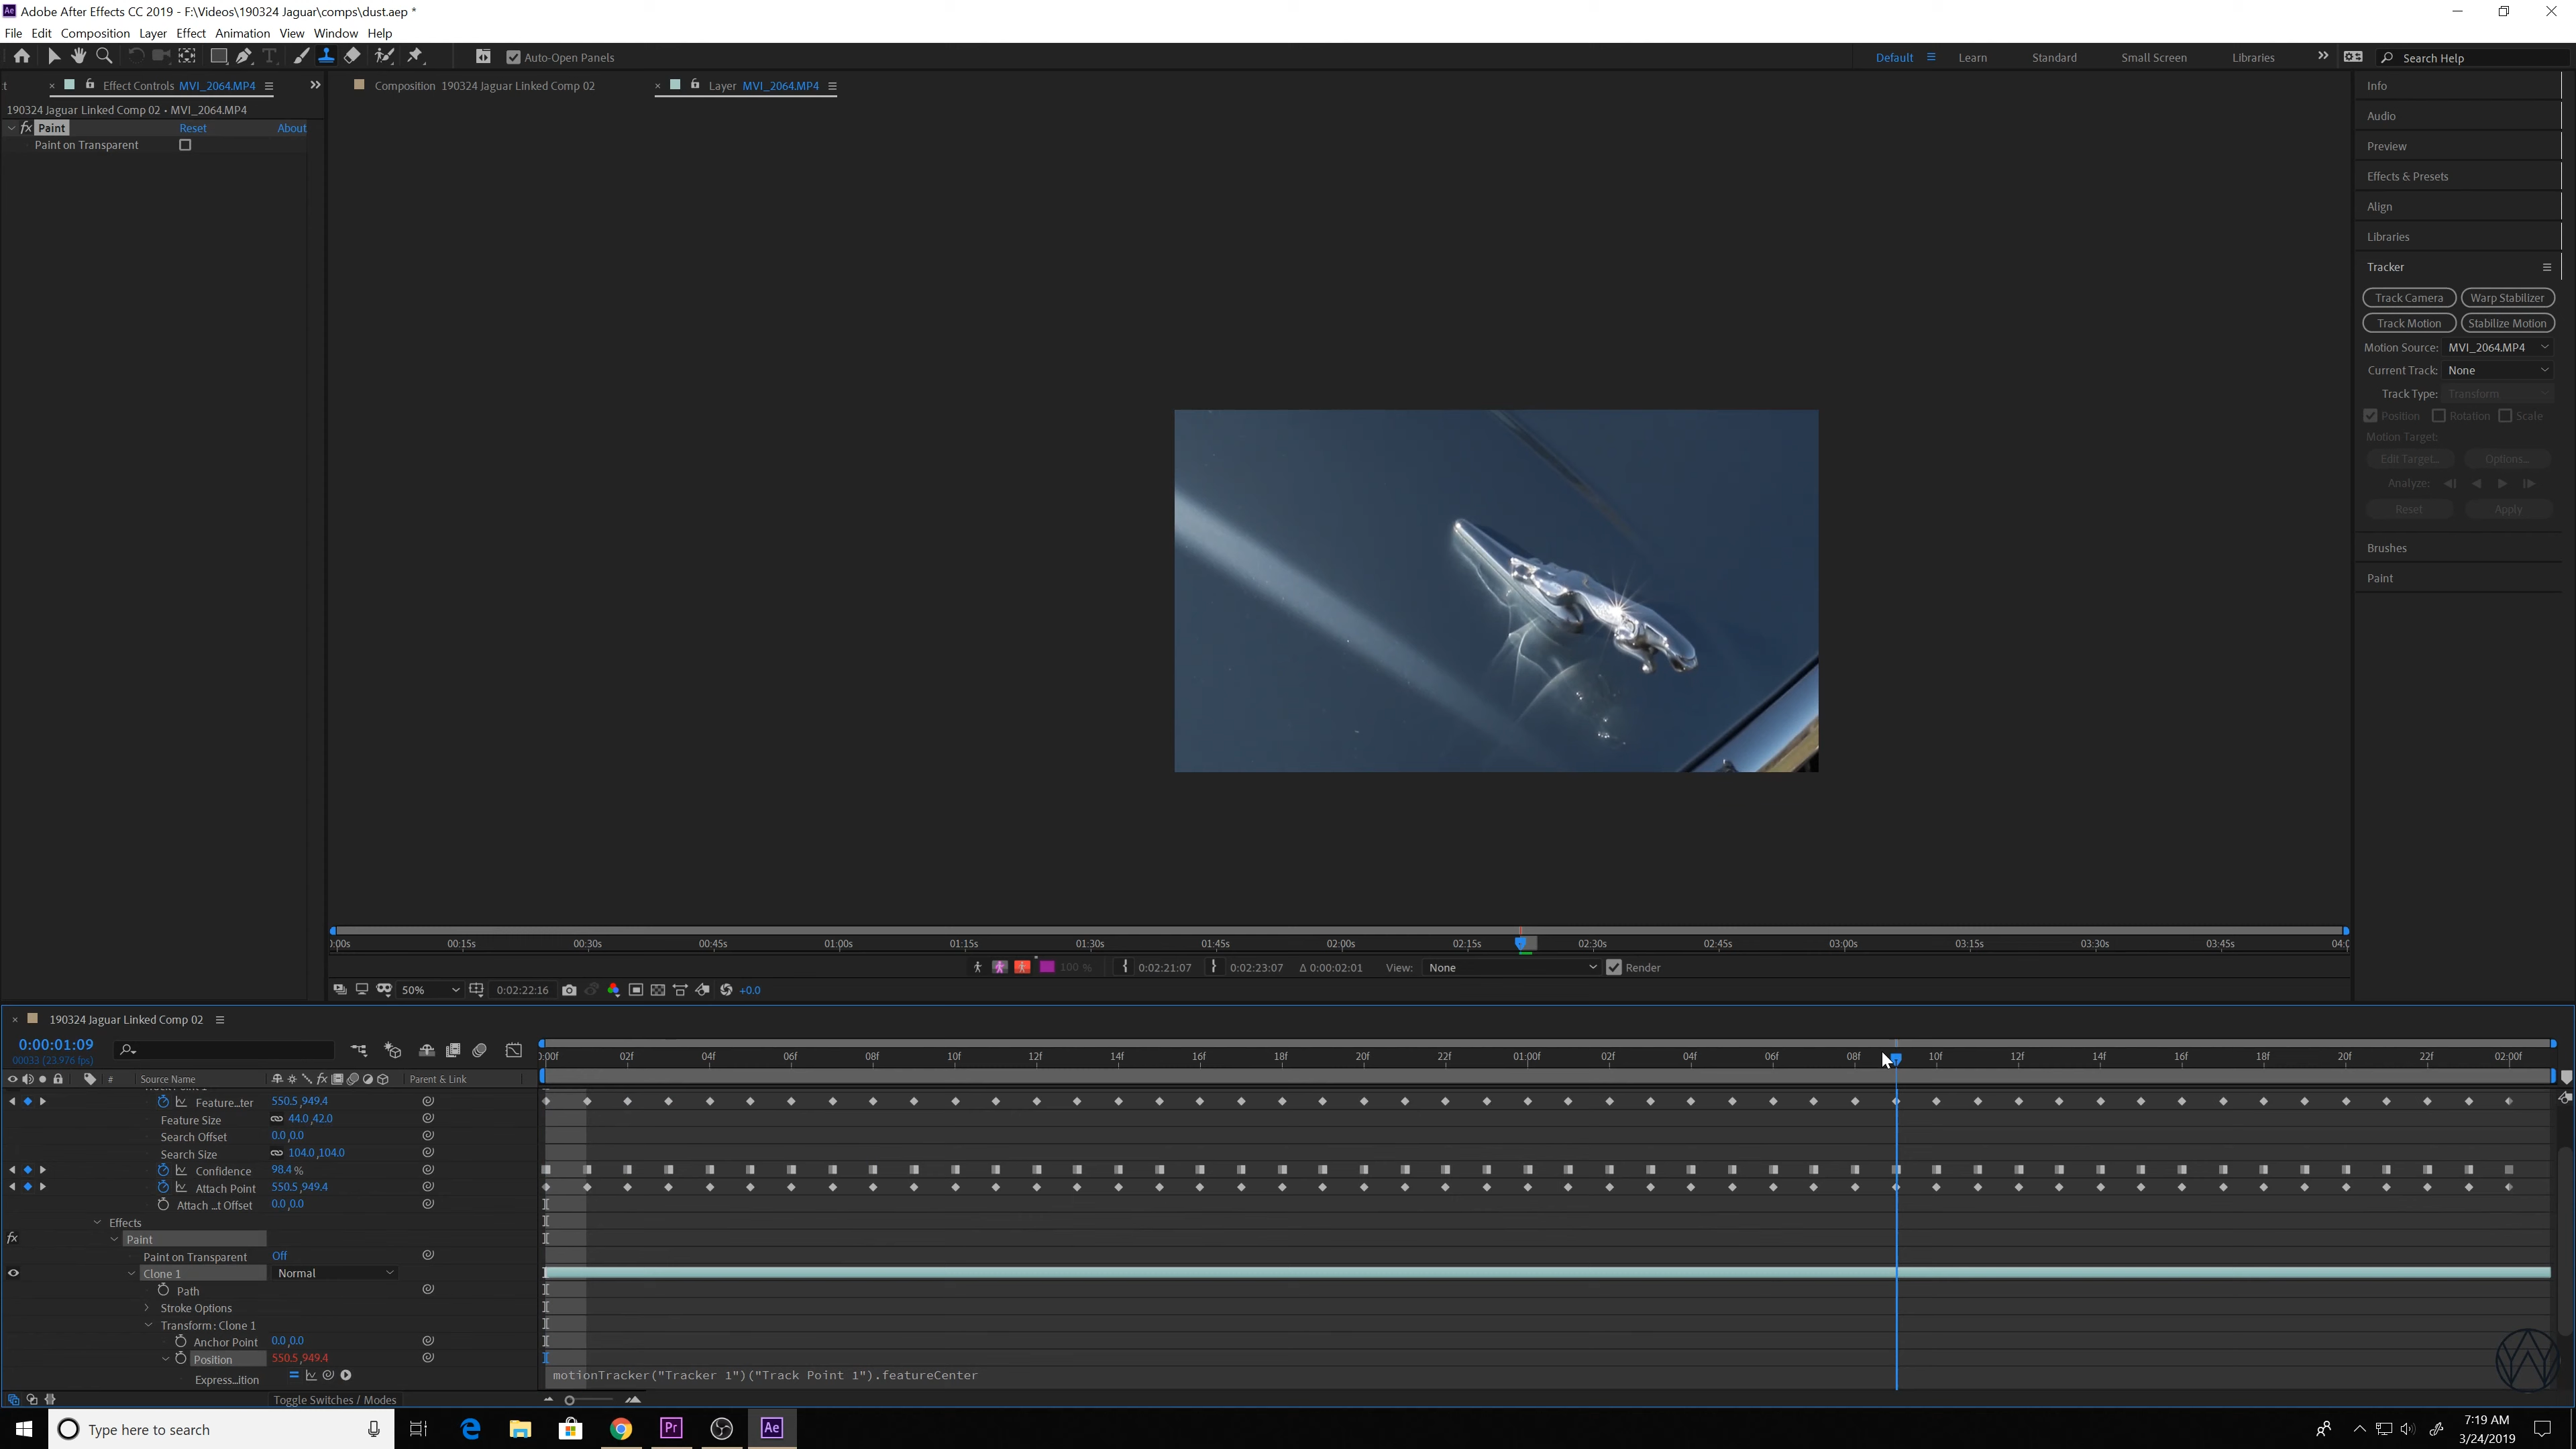 Ae Adobe After Effects CC 2019 - F:\Videos\190324 Jaguar\comps\dust.aep *
File Edit Composition Layer Effect Animation View Window Help
Auto-Open Panels Default Learn Standard Small Screen Libraries Search Help
Effect Controls MVI_2064.MP4
190324 Jaguar Linked Comp 02 • MVI_2064.MP4
fx Paint Reset About
Paint on Transparent
Composition 190324 Jaguar Linked Comp 02 Layer MVI_2064.MP4
Info
Audio
Preview
Effects & Presets
Align
Libraries
Tracker
Track Camera Warp Stabilizer
Track Motion Stabilize Motion
Motion Source: MVI_2064.MP4
Current Track: None
Track Type: Transform
Position Rotation Scale
Motion Target:
Edit Target... Options...
Analyze:
Reset Apply
Brushes
Paint
):00s 00:15s 00:30s 00:45s 01:00s 01:15s 01:30s 01:45s 02:00s 02:15s 02:30s 02:45s 03:00s 03:15s 03:30s 03:45s 04:0
100 % 0:02:21:07 0:02:23:07 Δ 0:00:02:01 View: None Render
50% 0:02:22:16 +0.0
190324 Jaguar Linked Comp 02
0:00:01:09
00033 (23.976 fps)
):00f 02f 04f 06f 08f 10f 12f 14f 16f 18f 20f 22f 01:00f 02f 04f 06f 08f 10f 12f 14f 16f 18f 20f 22f 02:00f
# Source Name fx Parent & Link
Feature...ter 550.5,949.4
Feature Size 44.0,42.0
Search Offset 0.0,0.0
Search Size 104.0,104.0
Confidence 98.4 %
Attach Point 550.5,949.4
Attach ...t Offset 0.0,0.0
Effects
fx Paint
Paint on Transparent Off
Clone 1 Normal
Path
Stroke Options
Transform: Clone 1
Anchor Point 0.0,0.0
Position 550.5,949.4
Express...ition motionTracker("Tracker 1")("Track Point 1").featureCenter
Toggle Switches / Modes
Type here to search Pr Ae 7:19 AM
3/24/2019